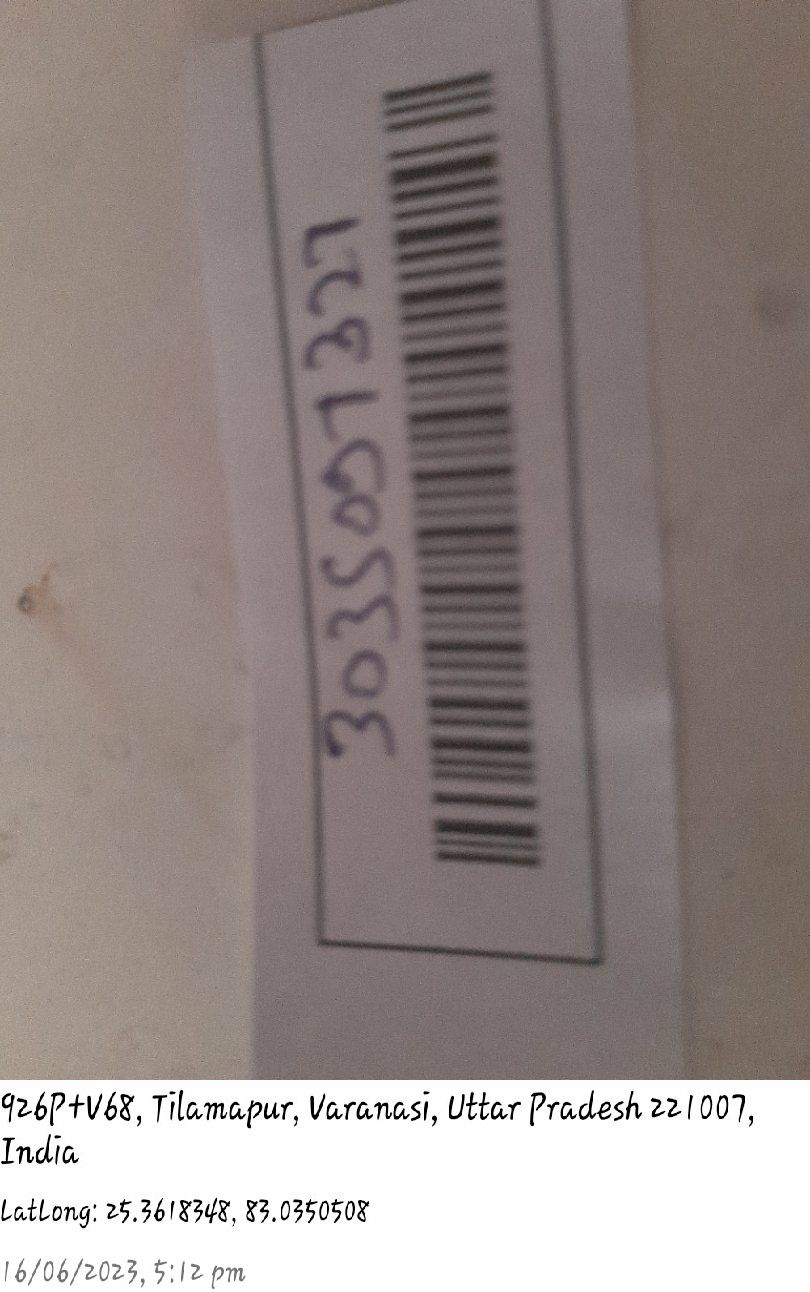 3035091327
926P+V68, Tilamapur, Varanasi, Uttar Pradesh 221007,
India
LatLong: 25.3618348, 83.0350508
16/06/2023, 5:12 pm